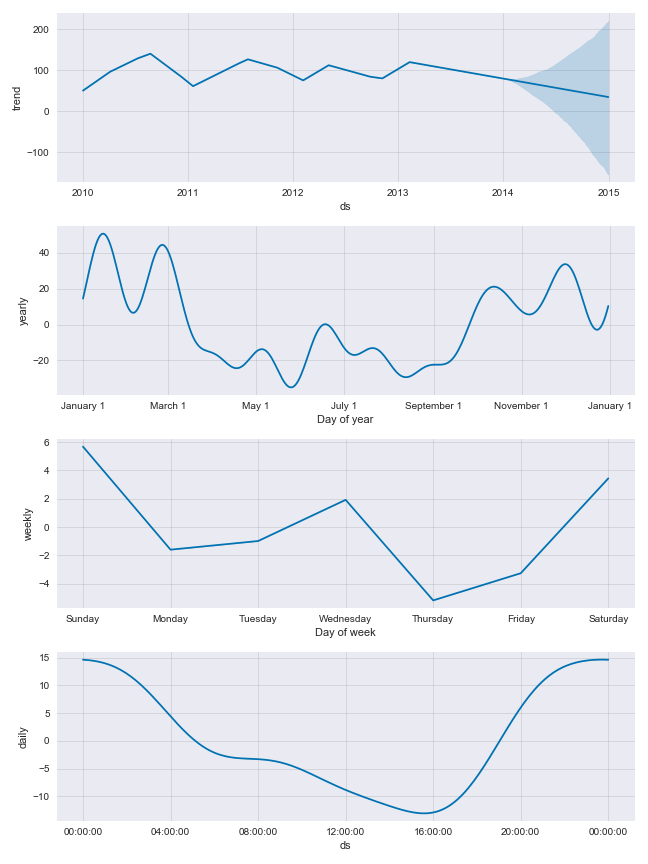 200
100
0
−100
trend
2010 2011 2012 2013 2014 2015
ds
40
20
0
−20
yearly
January 1 March 1 May 1 July 1 September 1 November 1 January 1
Day of year
6
4
2
0
−2
−4
weekly
Sunday Monday Tuesday Wednesday Thursday Friday Saturday
Day of week
15
10
5
0
−5
−10
daily
00:00:00 04:00:00 08:00:00 12:00:00 16:00:00 20:00:00 00:00:00
ds